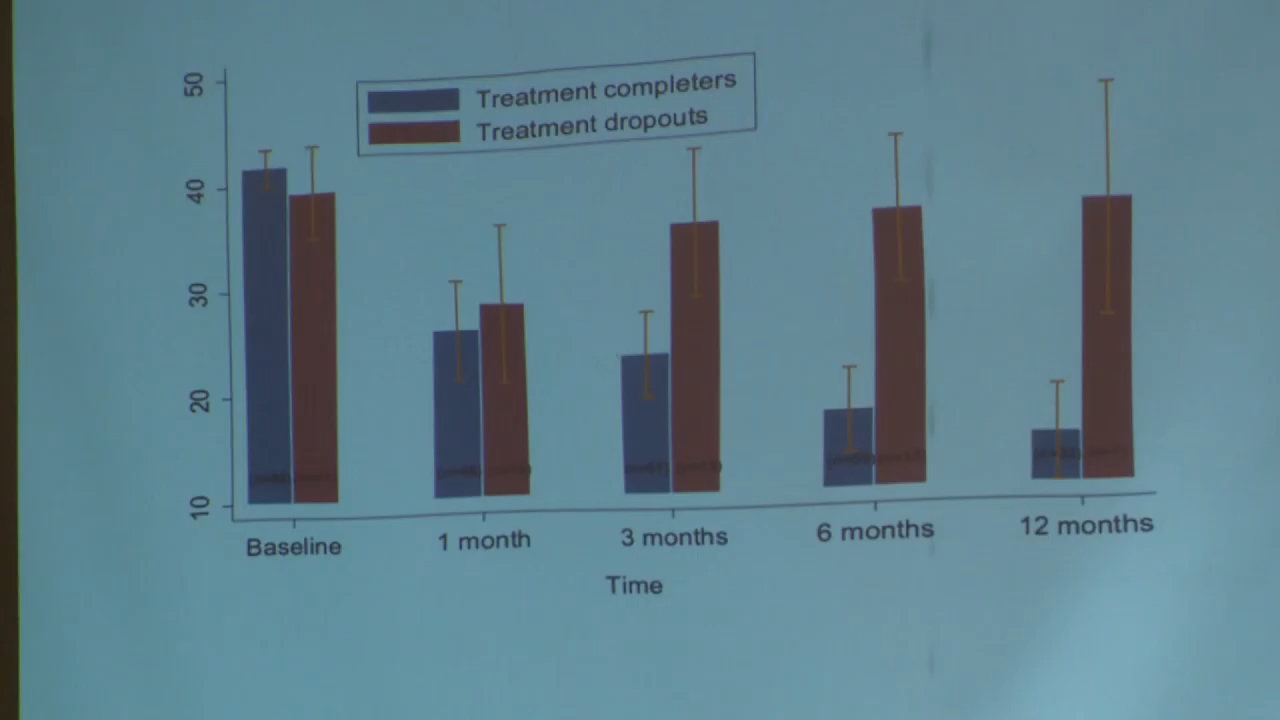 Treatment completers
Treatment dropouts
50
40
30
20
10
Baseline
1 month
3 months
6 months
12 months
Time